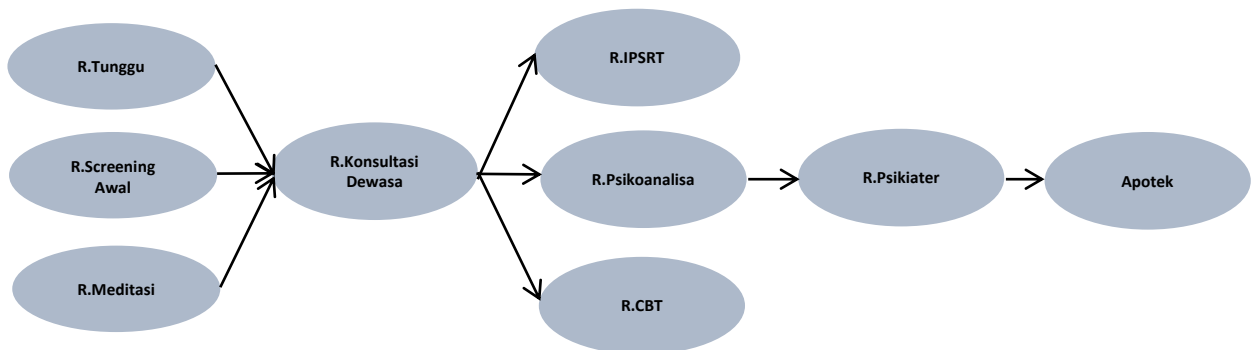 R.Tunggu
R.Screening
Awal
R.Meditasi
R.Konsultasi
Dewasa
R.IPSRT
R.Psikoanalisa
R.CBT
R.Psikiater
Apotek